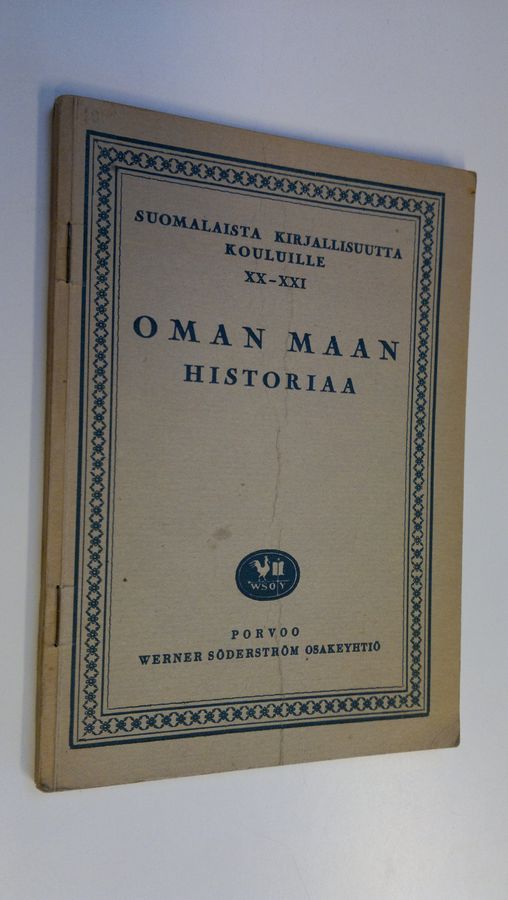 SUOMALAISTA KIRJALLISUUTTA
KOULUILLE
XX-XXI
OMAN MAAN
HISTORIAA
WSOY
PORVOO
WERNER SÖDERSTRÖM OSAKEYHTIÖ